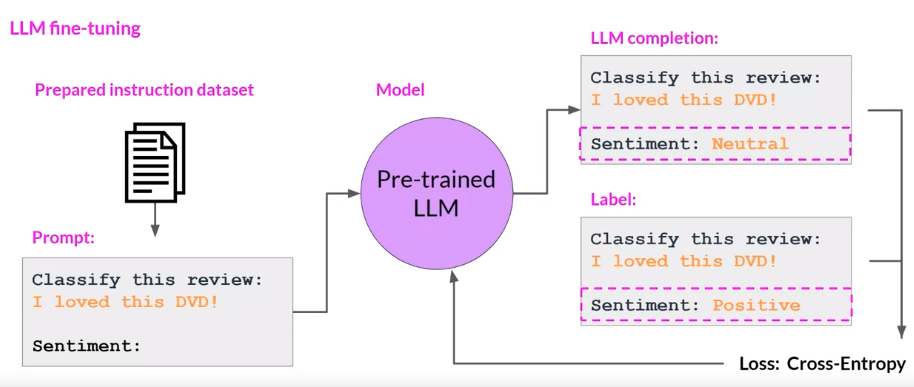 LLM fine-tuning
Prepared instruction dataset
Prompt:
Classify this review:
I loved this DVD!
Sentiment:
Model
Pre-trained
LLM
LLM completion:
Classify this review:
I loved this DVD!
Sentiment: Neutral
Label:
Classify this review:
I loved this DVD!
Sentiment: Positive
Loss: Cross-Entropy